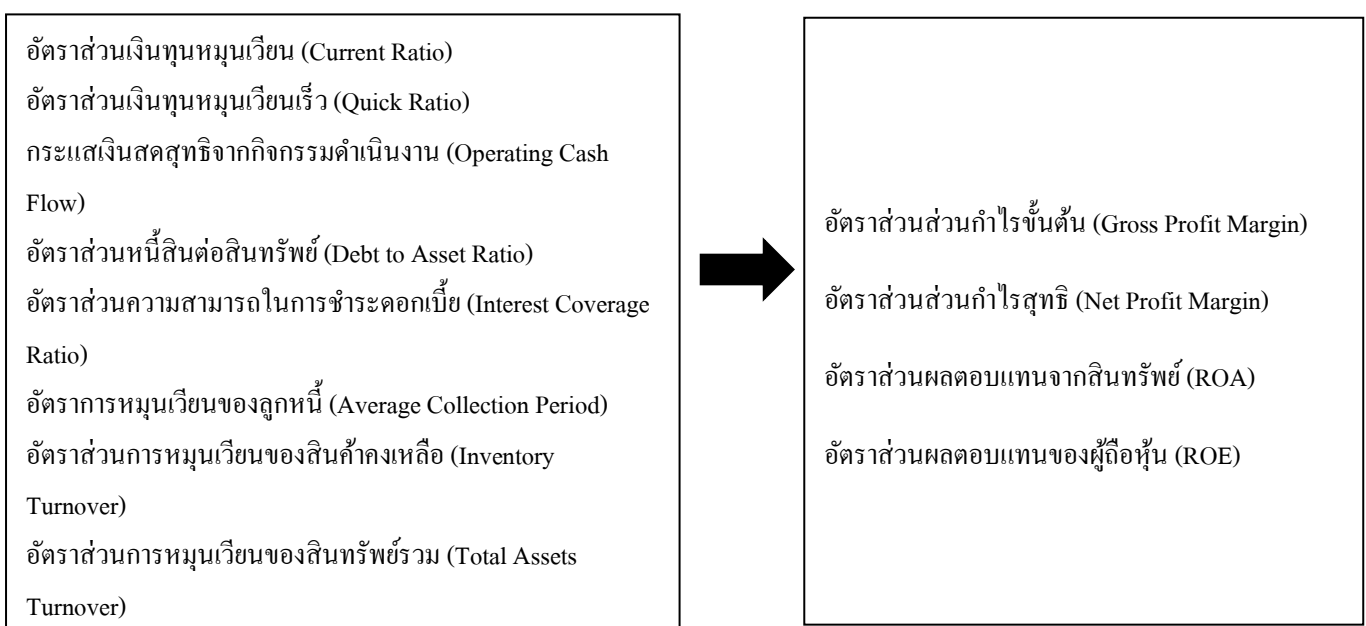 อัตราส่วนเงินทุนหมุนเวียน (Current Ratio)
อัตราส่วนเงินทุนหมุนเวียนเร็ว (Quick Ratio)
กระแสเงินสดสุทธิจากกิจกรรมดำเนินงาน (Operating Cash
Flow)
อัตราส่วนหนี้สินต่อสินทรัพย์ (Debt to Asset Ratio)
อัตราส่วนความสามารถในการชำระดอกเบี้ย (Interest Coverage
Ratio)
อัตราการหมุนเวียนของลูกหนี้ (Average Collection Period)
อัตราส่วนการหมุนเวียนของสินค้าคงเหลือ (Inventory
Turnover)
อัตราส่วนการหมุนเวียนของสินทรัพย์รวม (Total Assets
Turnover)
อัตราส่วนส่วนกำไรขั้นต้น (Gross Profit Margin)
อัตราส่วนส่วนกำไรสุทธิ (Net Profit Margin)
อัตราส่วนผลตอบแทนจากสินทรัพย์ (ROA)
อัตราส่วนผลตอบแทนของผู้ถือหุ้น (ROE)